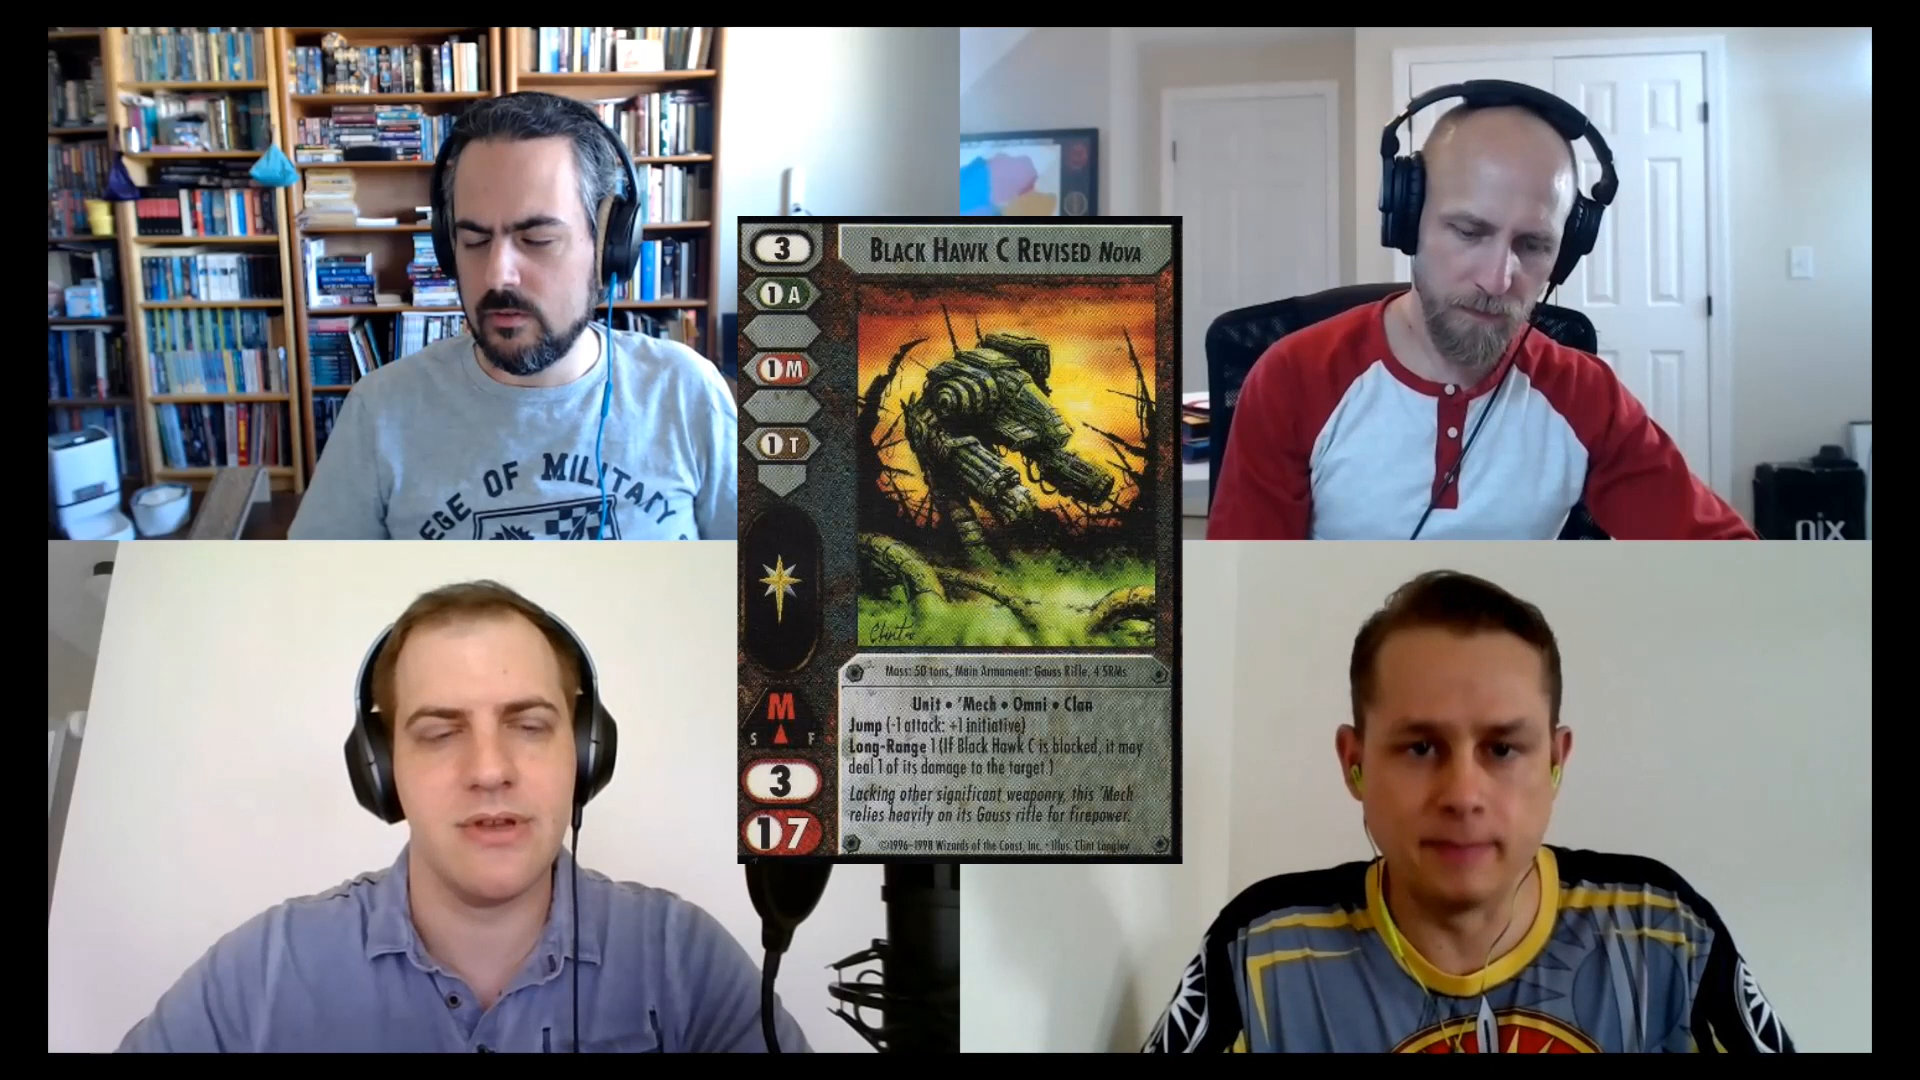 3
BLACK HAWK C REVISED NOVA
1 A
1 M
1 T
Mass: 50 tons, Main Armament: Gauss Rifle, 4 SRMs
Unit • 'Mech • Omni • Clan
Jump (-1 attack: +1 initiative)
Long-Range 1 (If Black Hawk C is blocked, it may
deal 1 of its damage to the target.)
Lacking other significant weaponry, this 'Mech
relies heavily on its Gauss rifle for firepower.
©1996-1998 Wizards of the Coast, Inc. • Illus. Clint Langley
M
S F
3
17
EGE OF MILITARY
nix